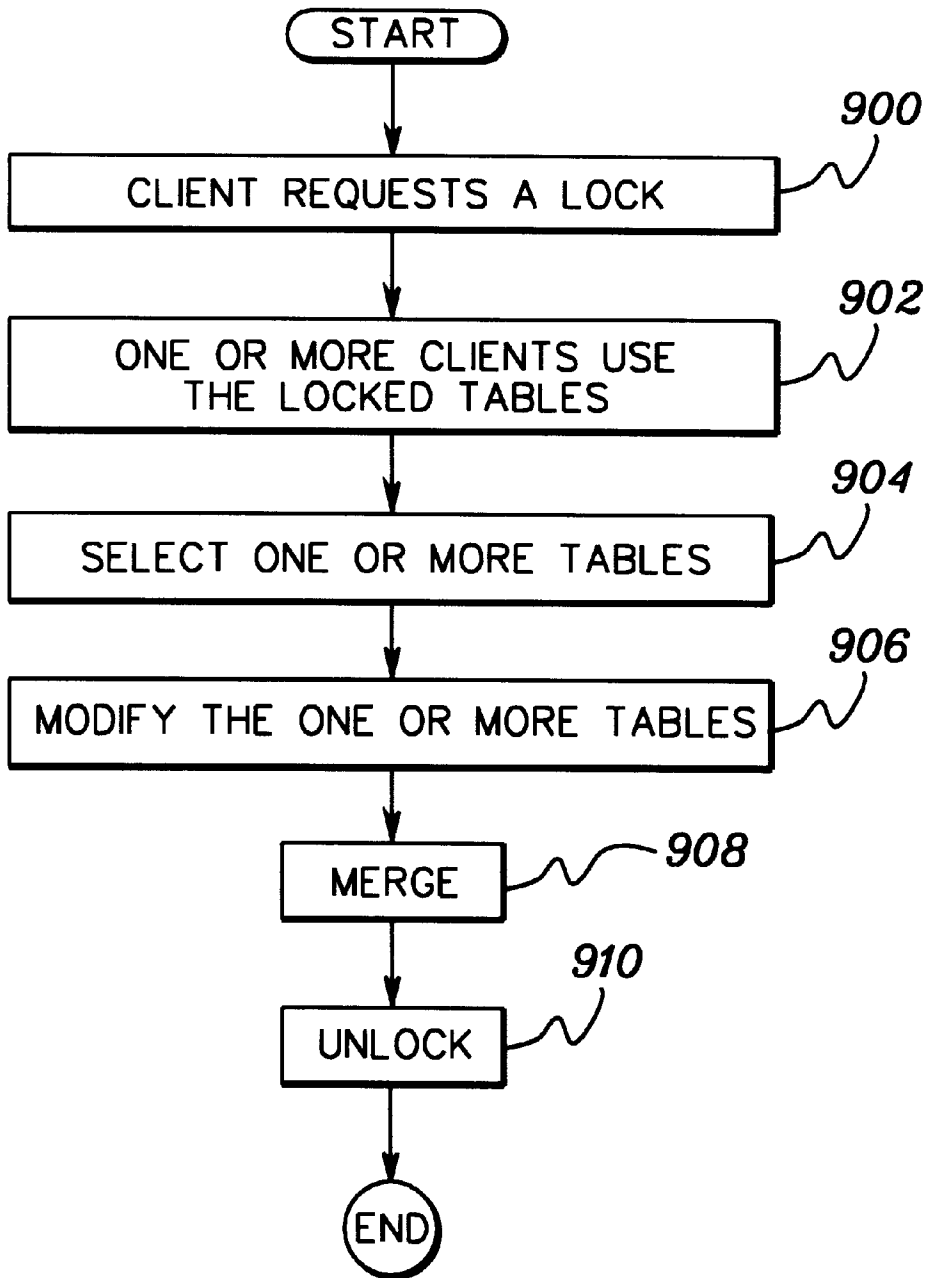 START
900
CLIENT REQUESTS A LOCK
902
ONE OR MORE CLIENTS USE
THE LOCKED TABLES
904
SELECT ONE OR MORE TABLES
906
MODIFY THE ONE OR MORE TABLES
908
MERGE
910
UNLOCK
END